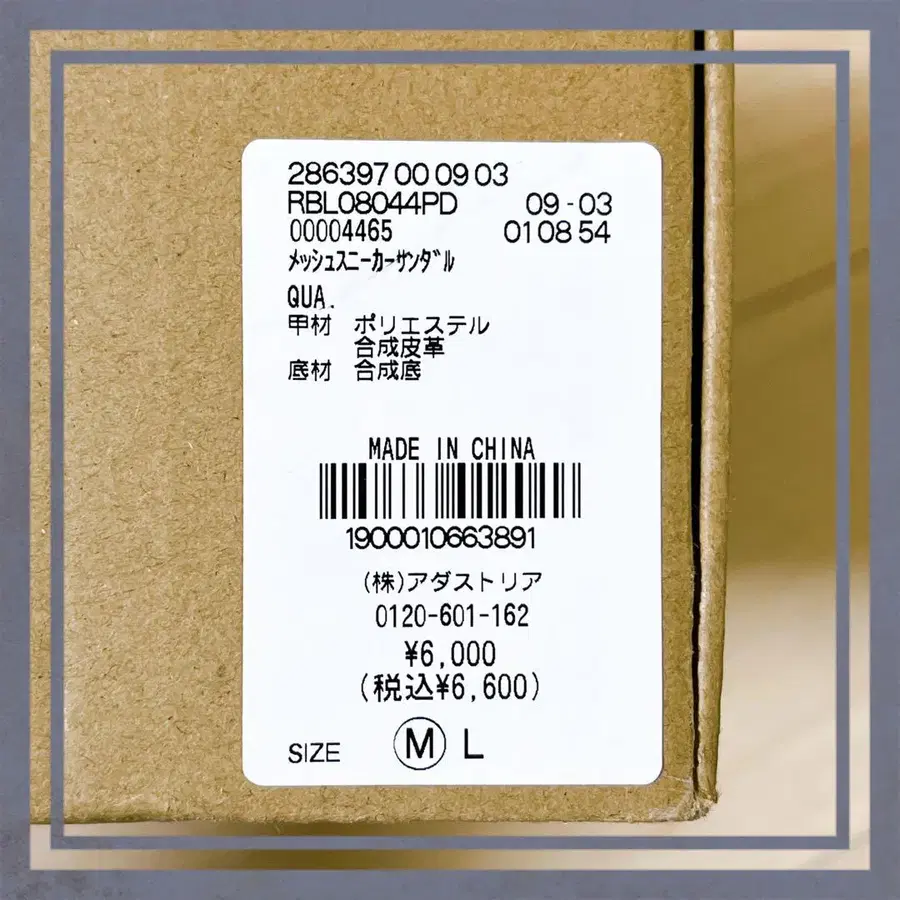 286397 00 09 03
RBL08044PD 09-03
00004465 01 08 54
ﾒｯｼｭｽﾆｰｶｰｻﾝﾀﾞﾙ
QUA.
甲材 ポリエステル
合成皮革
底材 合成底
MADE IN CHINA
1900010663891
(株)アダストリア
0120-601-162
¥6,000
(税込¥6,600)
SIZE M L